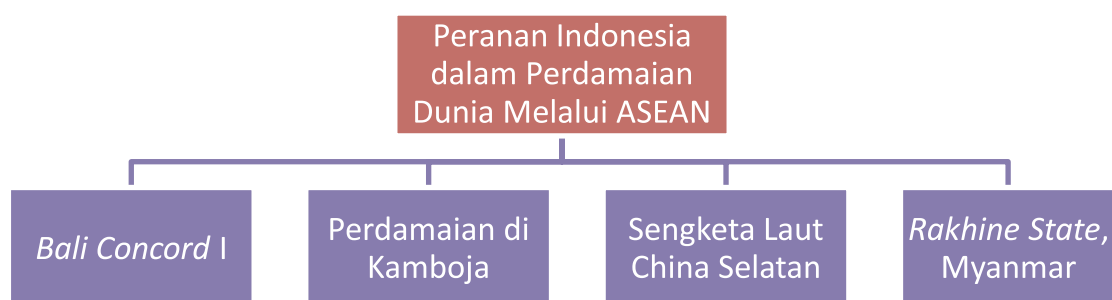 Peranan Indonesia
dalam Perdamaian
Dunia Melalui ASEAN
Bali Concord I
Perdamaian di
Kamboja
Sengketa Laut
China Selatan
Rakhine State,
Myanmar